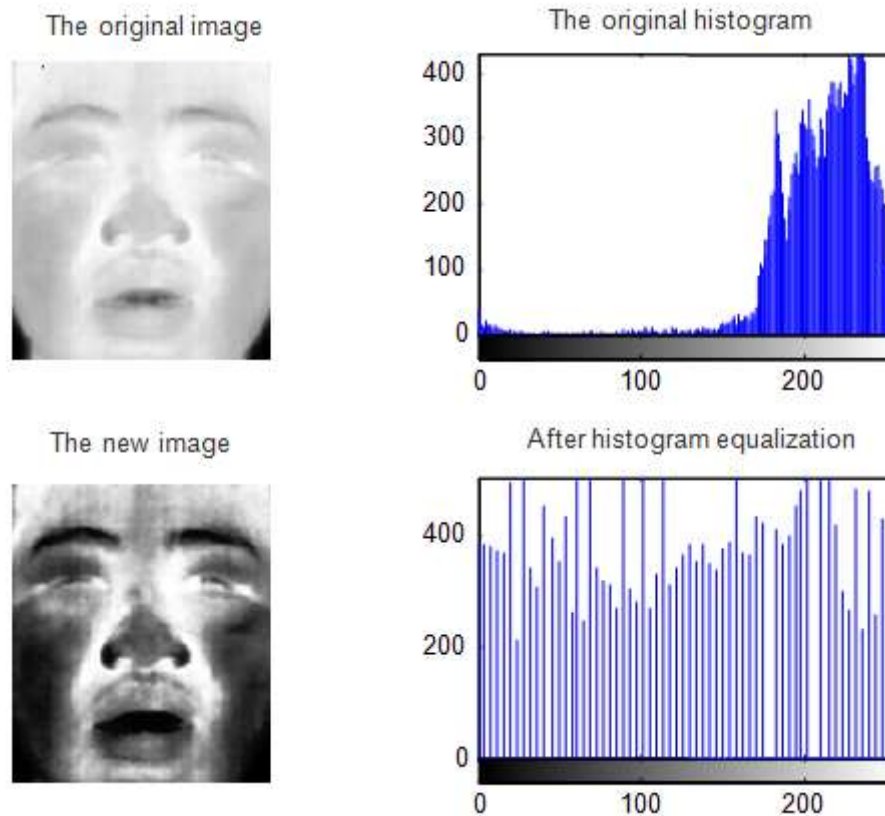 The original image
The original histogram
400
300
200
100
0
0 100 200
The new image
After histogram equalization
400
200
0
0 100 200